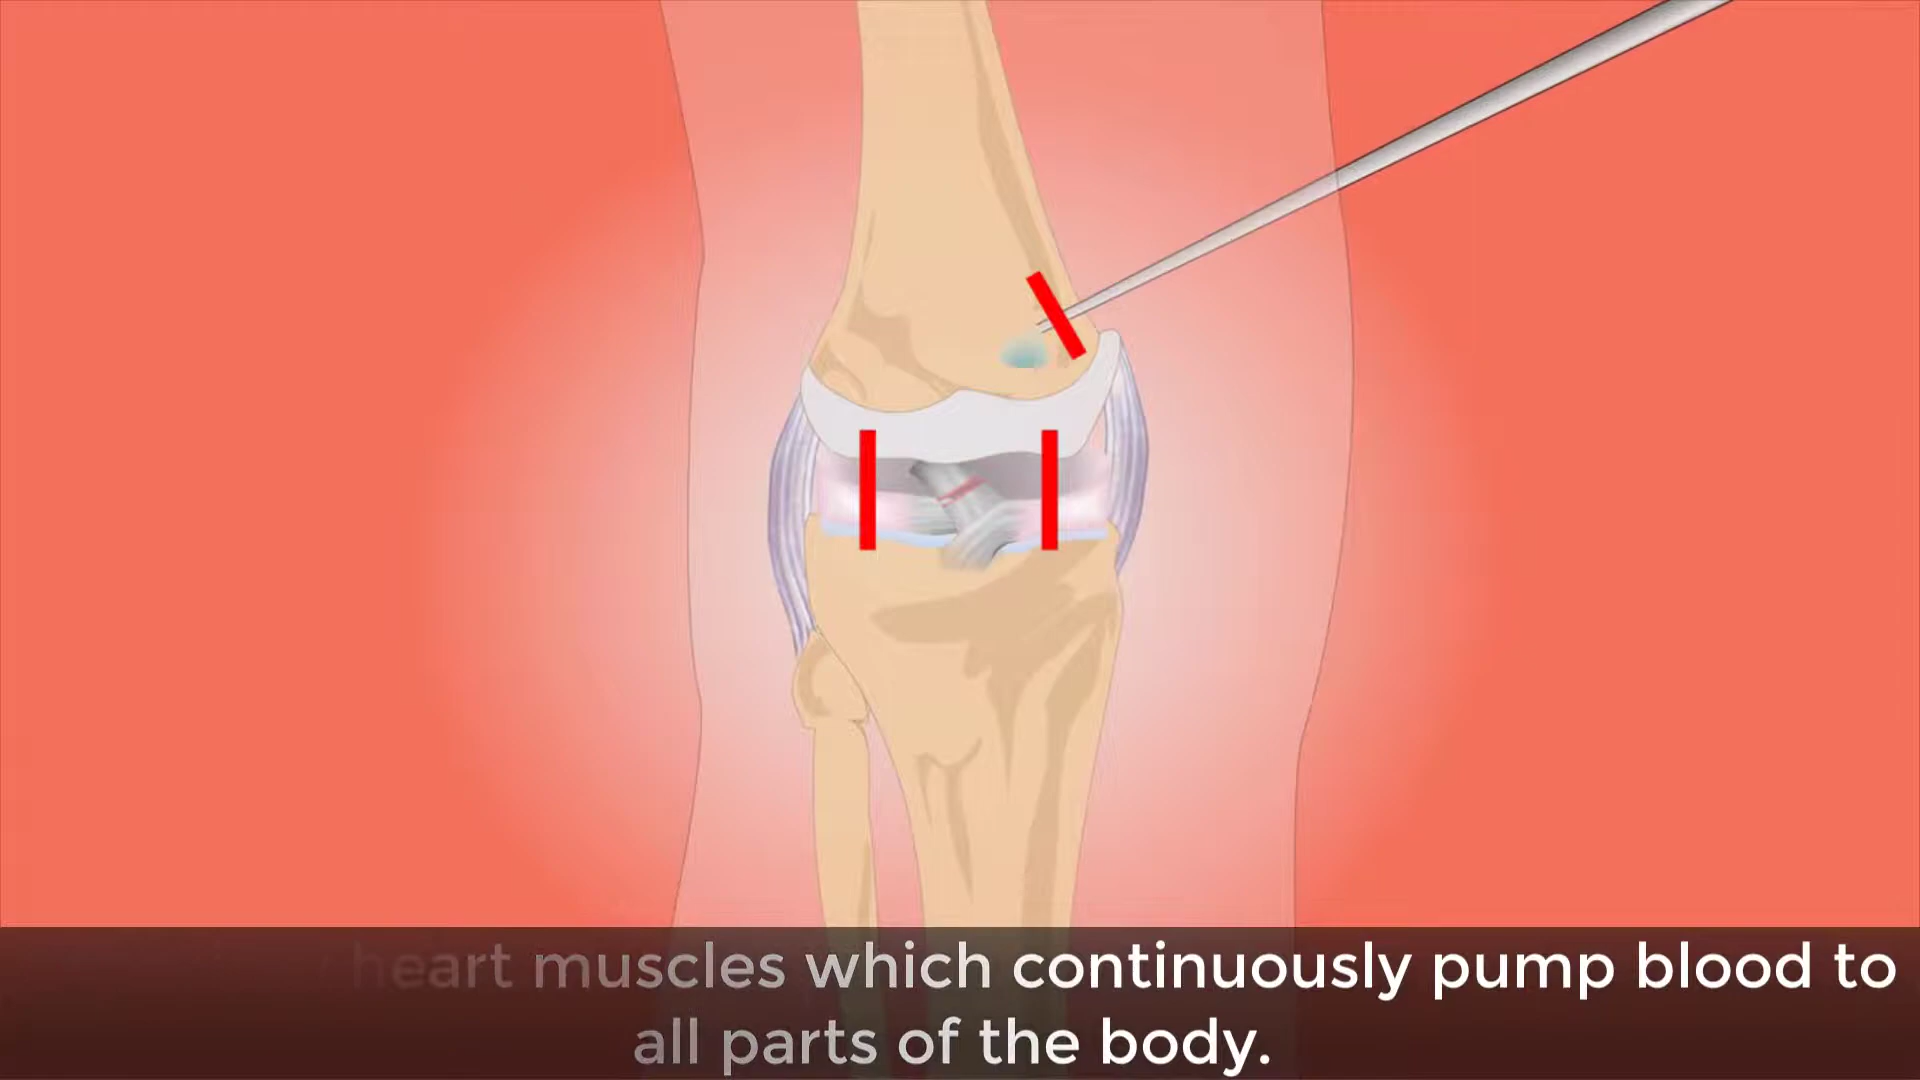 heart muscles which continuously pump blood to
all parts of the body.